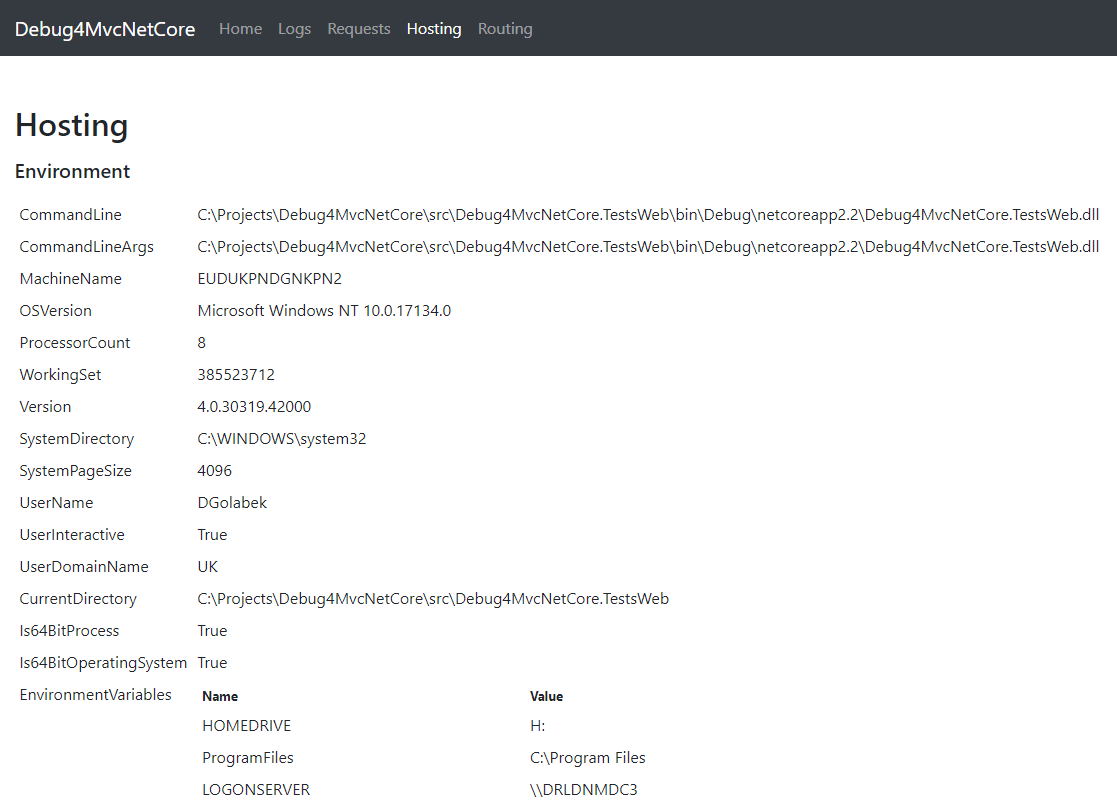 Debug4MvcNetCore Home Logs Requests Hosting Routing
Hosting
Environment
CommandLine C:\Projects\Debug4MvcNetCore\src\Debug4MvcNetCore.TestsWeb\bin\Debug\netcoreapp2.2\Debug4MvcNetCore.TestsWeb.dll
CommandLineArgs C:\Projects\Debug4MvcNetCore\src\Debug4MvcNetCore.TestsWeb\bin\Debug\netcoreapp2.2\Debug4MvcNetCore.TestsWeb.dll
MachineName EUDUKPNDGNKPN2
OSVersion Microsoft Windows NT 10.0.17134.0
ProcessorCount 8
WorkingSet 385523712
Version 4.0.30319.42000
SystemDirectory C:\WINDOWS\system32
SystemPageSize 4096
UserName DGolabek
UserInteractive True
UserDomainName UK
CurrentDirectory C:\Projects\Debug4MvcNetCore\src\Debug4MvcNetCore.TestsWeb
Is64BitProcess True
Is64BitOperatingSystem True
EnvironmentVariables Name Value
HOMEDRIVE H:
ProgramFiles C:\Program Files
LOGONSERVER \\DRLDNMDC3